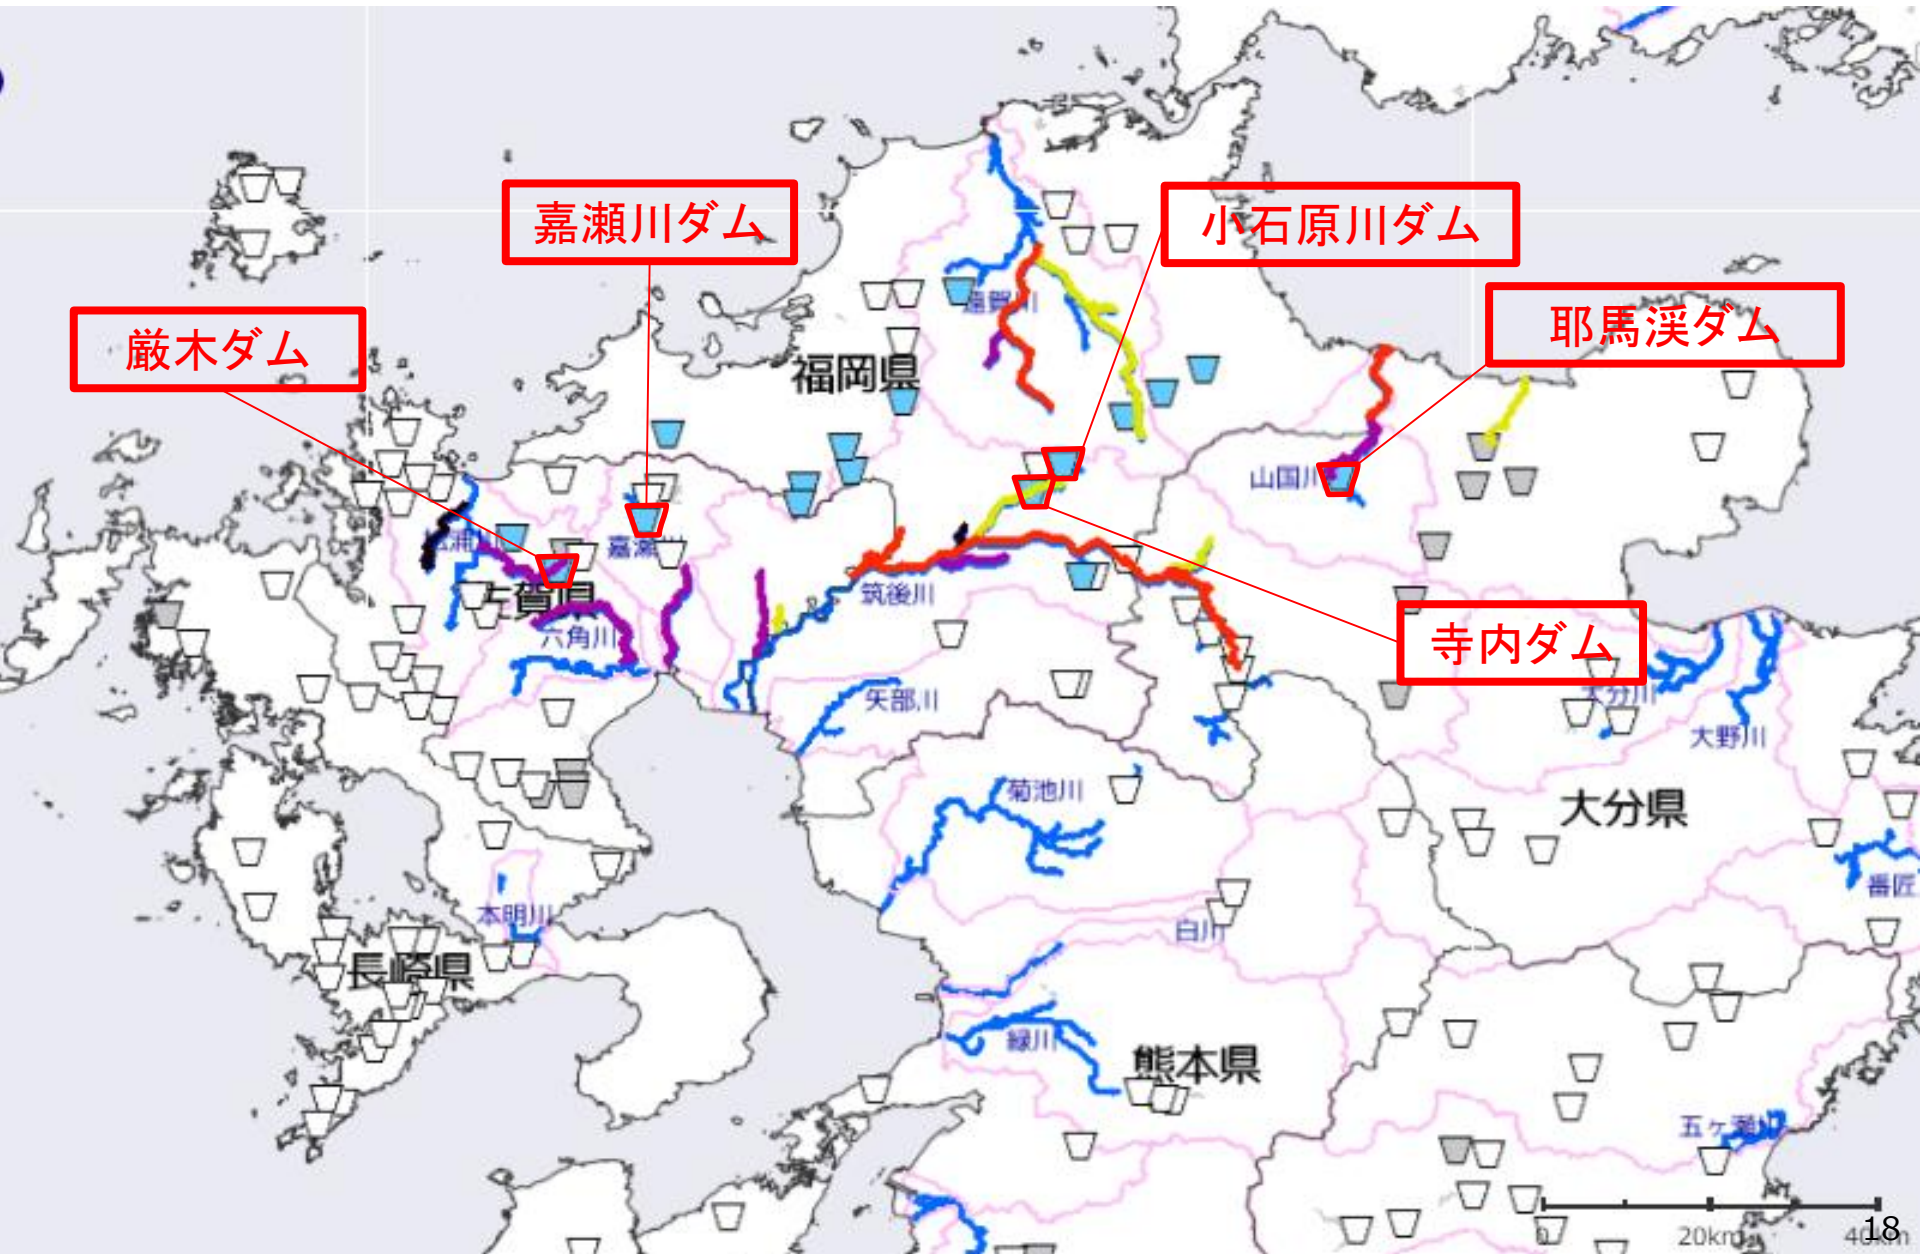 嘉瀬川ダム
小石原川ダム
厳木ダム
耶馬渓ダム
遠賀川
福岡県
山国川
嘉瀬川
佐賀県
筑後川
六角川
寺内ダム
矢部川
大分川
大野川
菊池川
大分県
番匠
本明川
白川
長崎県
緑川
熊本県
五ヶ瀬川
20km
40km
18